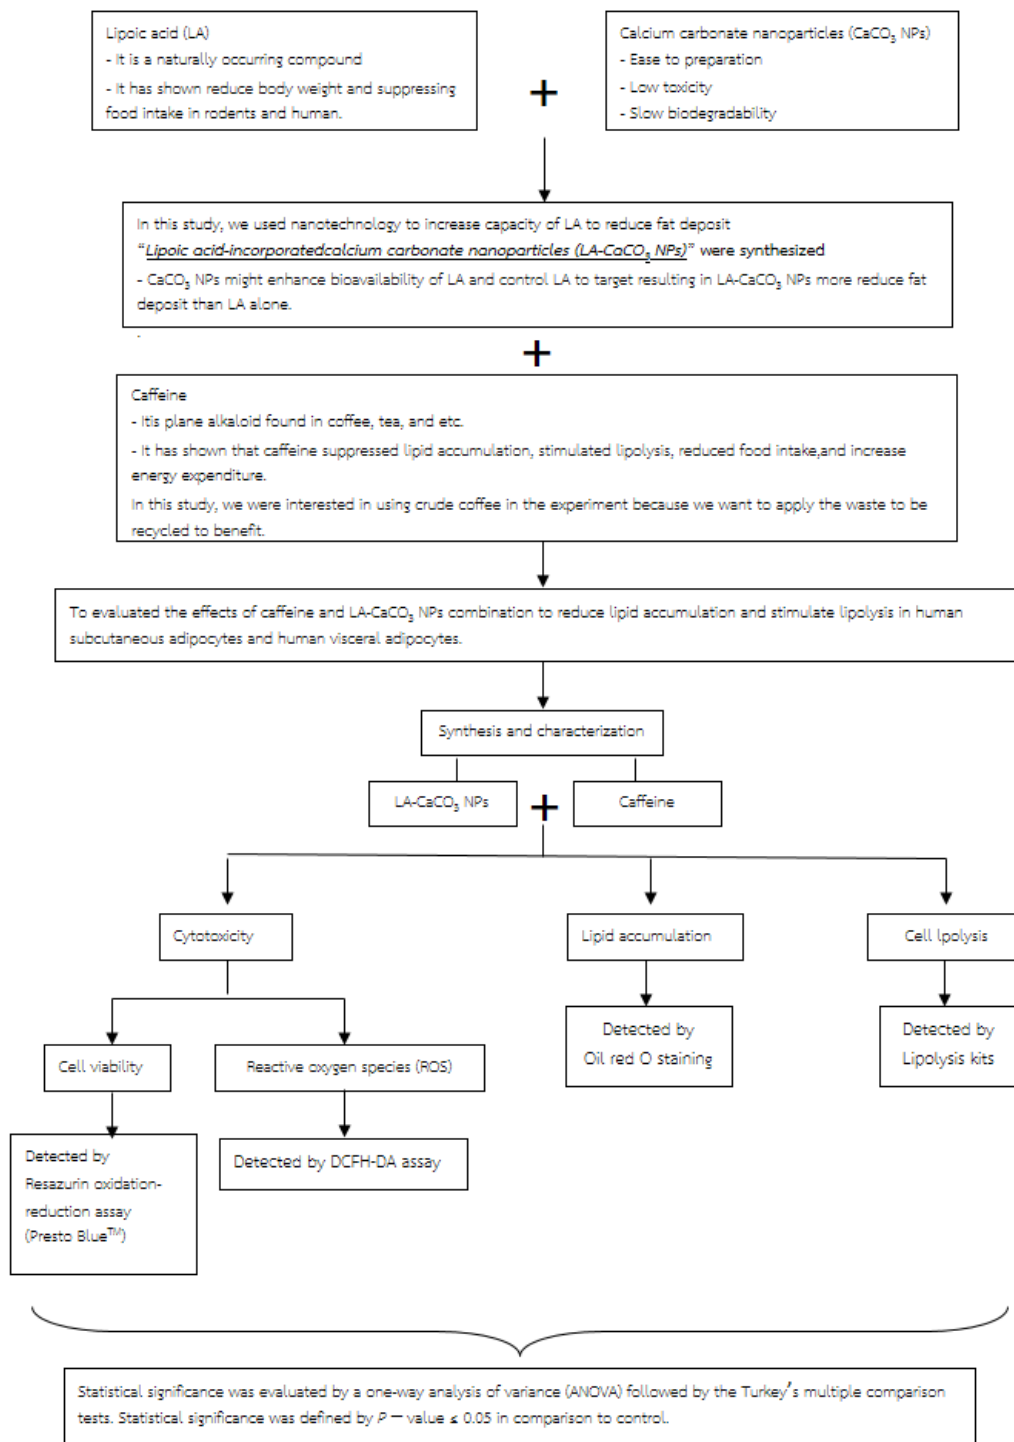 Lipoic acid (LA)
- It is a naturally occurring compound
- It has shown reduce body weight and suppressing
food intake in rodents and human.
+
Calcium carbonate nanoparticles (CaCO₃ NPs)
- Ease to preparation
- Low toxicity
- Slow biodegradability
In this study, we used nanotechnology to increase capacity of LA to reduce fat deposit
"Lipoic acid-incorporatedcalcium carbonate nanoparticles (LA-CaCO₃ NPs)" were synthesized
- CaCO₃ NPs might enhance bioavailability of LA and control LA to target resulting in LA-CaCO₃ NPs more reduce fat
deposit than LA alone.
.
+
Caffeine
- Itis plane alkaloid found in coffee, tea, and etc.
- It has shown that caffeine suppressed lipid accumulation, stimulated lipolysis, reduced food intake,and increase
energy expenditure.
In this study, we were interested in using crude coffee in the experiment because we want to apply the waste to be
recycled to benefit.
To evaluated the effects of caffeine and LA-CaCO₃ NPs combination to reduce lipid accumulation and stimulate lipolysis in human
subcutaneous adipocytes and human visceral adipocytes.
Synthesis and characterization
LA-CaCO₃ NPs
+
Caffeine
Cytotoxicity
Lipid accumulation
Cell lpolysis
Cell viability
Reactive oxygen species (ROS)
Detected by
Oil red O staining
Detected by
Lipolysis kits
Detected by
Resazurin oxidation-
reduction assay
(Presto Blue™)
Detected by DCFH-DA assay
Statistical significance was evaluated by a one-way analysis of variance (ANOVA) followed by the Turkey's multiple comparison
tests. Statistical significance was defined by P – value ≤ 0.05 in comparison to control.